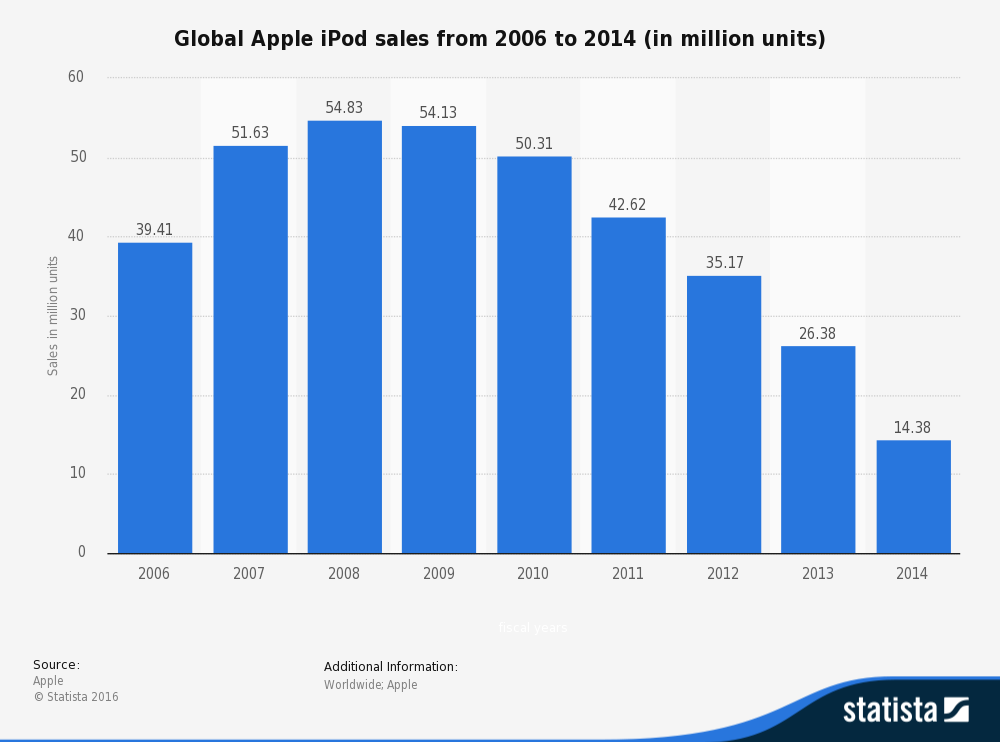 Global Apple iPod sales from 2006 to 2014 (in million units)
Sales in million units
60
50
40
30
20
10
0
39.41
51.63
54.83
54.13
50.31
42.62
35.17
26.38
14.38
2006
2007
2008
2009
2010
2011
2012
2013
2014
fiscal years
Source:
Apple
© Statista 2016
Additional Information:
Worldwide; Apple
statista